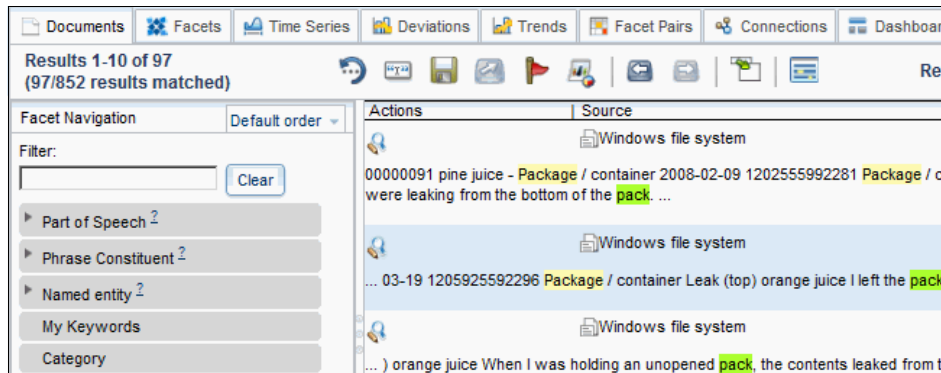 Documents Facets Time Series Deviations Trends Facet Pairs Connections
Results 1-10 of 97
(97/852 results matched)
Facet Navigation Default order
Filter:
Clear
Part of Speech ?
Phrase Constituent ?
Named entity ?
My Keywords
Category
Actions Source
Windows file system
00000091 pine juice - Package / container 2008-02-09 1202555992281 Package /
were leaking from the bottom of the pack. ...
Windows file system
... 03-19 1205925592296 Package / container Leak (top) orange juice I left the pack
Windows file system
... ) orange juice When I was holding an unopened pack, the contents leaked from